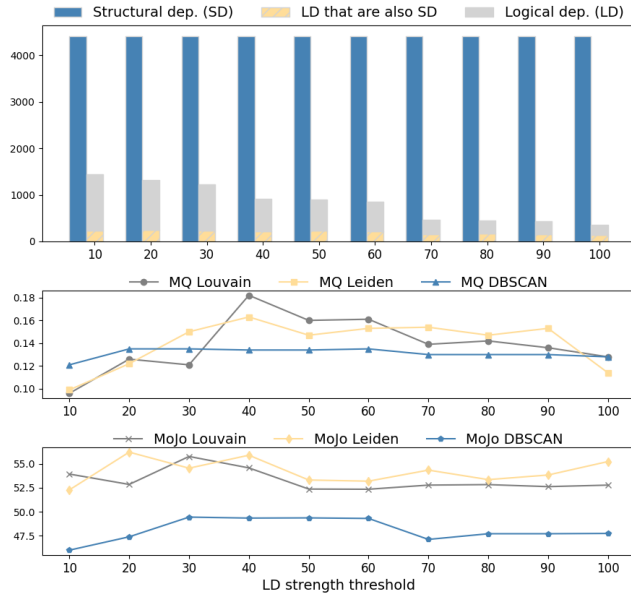 Structural dep. (SD) LD that are also SD Logical dep. (LD)
4000
3000
2000
1000
0
10 20 30 40 50 60 70 80 90 100
MQ Louvain MQ Leiden MQ DBSCAN
0.18
0.16
0.14
0.12
0.10
10 20 30 40 50 60 70 80 90 100
MoJo Louvain MoJo Leiden MoJo DBSCAN
55.0
52.5
50.0
47.5
10 20 30 40 50 60 70 80 90 100
LD strength threshold